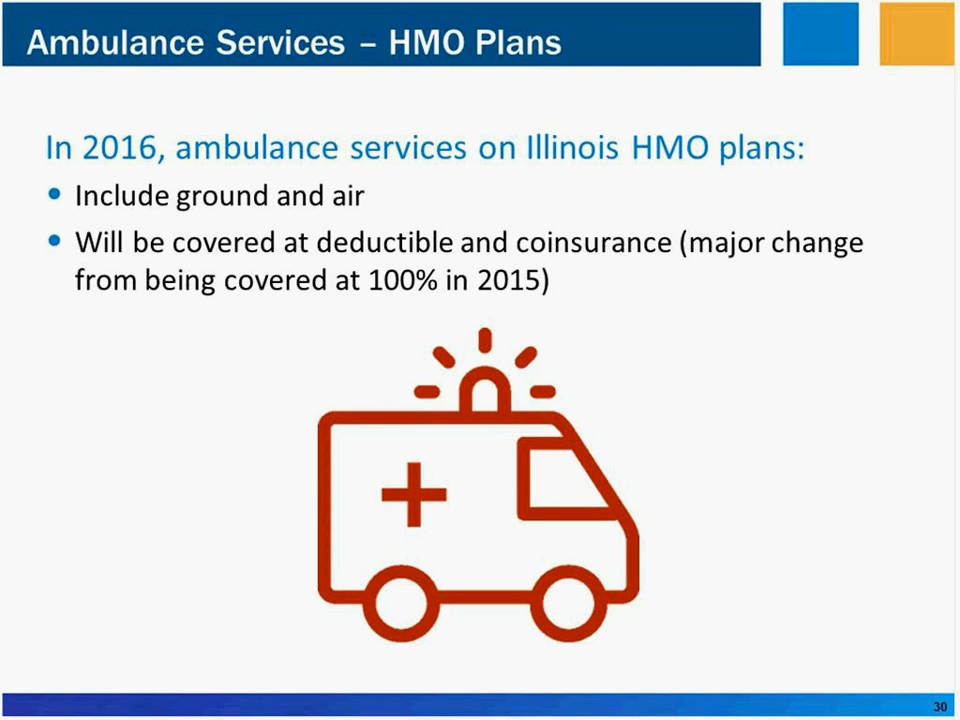 Ambulance Services – HMO Plans
In 2016, ambulance services on Illinois HMO plans:
• Include ground and air
• Will be covered at deductible and coinsurance (major change
from being covered at 100% in 2015)
30